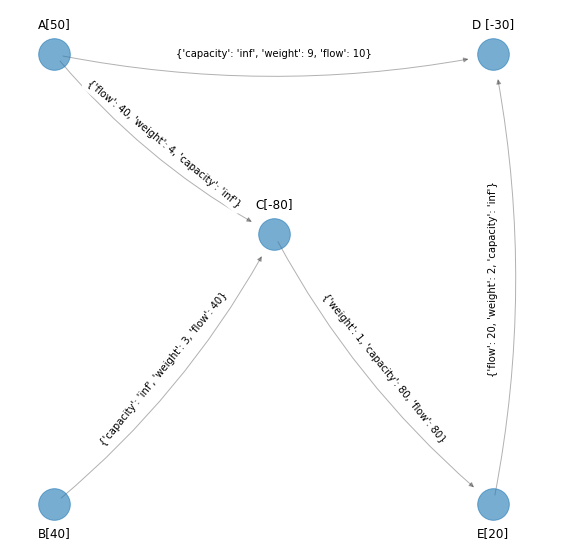 A[50]
D [-30]
{'capacity': 'inf', 'weight': 9, 'flow': 10}
{'flow': 40, 'weight': 4, 'capacity': 'inf'}
C[-80]
{'flow': 20, 'weight': 2, 'capacity': 'inf'}
{'capacity': 'inf', 'weight': 3, 'flow': 40}
{'weight': 1, 'capacity': 80, 'flow': 80}
B[40]
E[20]